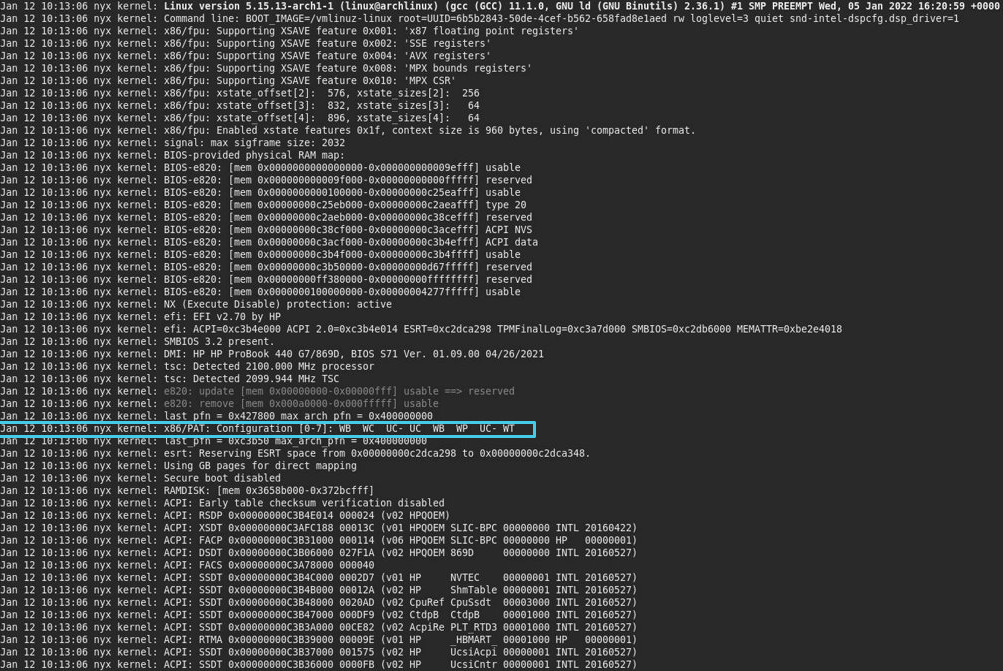 Jan 12 10:13:06 nyx kernel: Linux version 5.15.13-arch1-1 (linux@archlinux) (gcc (GCC) 11.1.0, GNU ld (GNU Binutils) 2.36.1) #1 SMP PREEMPT Wed, 05 Jan 2022 16:20:59 +0000
Jan 12 10:13:06 nyx kernel: Command line: BOOT_IMAGE=/vmlinuz-linux root=UUID=6b5b2843-50de-4cef-b562-658fad8e1aed rw loglevel=3 quiet snd-intel-dspcfg.dsp_driver=1
Jan 12 10:13:06 nyx kernel: x86/fpu: Supporting XSAVE feature 0x001: 'x87 floating point registers'
Jan 12 10:13:06 nyx kernel: x86/fpu: Supporting XSAVE feature 0x002: 'SSE registers'
Jan 12 10:13:06 nyx kernel: x86/fpu: Supporting XSAVE feature 0x004: 'AVX registers'
Jan 12 10:13:06 nyx kernel: x86/fpu: Supporting XSAVE feature 0x008: 'MPX bounds registers'
Jan 12 10:13:06 nyx kernel: x86/fpu: Supporting XSAVE feature 0x010: 'MPX CSR'
Jan 12 10:13:06 nyx kernel: x86/fpu: xstate_offset[2]:  576, xstate_sizes[2]:  256
Jan 12 10:13:06 nyx kernel: x86/fpu: xstate_offset[3]:  832, xstate_sizes[3]:   64
Jan 12 10:13:06 nyx kernel: x86/fpu: xstate_offset[4]:  896, xstate_sizes[4]:   64
Jan 12 10:13:06 nyx kernel: x86/fpu: Enabled xstate features 0x1f, context size is 960 bytes, using 'compacted' format.
Jan 12 10:13:06 nyx kernel: signal: max sigframe size: 2032
Jan 12 10:13:06 nyx kernel: BIOS-provided physical RAM map:
Jan 12 10:13:06 nyx kernel: BIOS-e820: [mem 0x0000000000000000-0x000000000009efff] usable
Jan 12 10:13:06 nyx kernel: BIOS-e820: [mem 0x000000000009f000-0x00000000000fffff] reserved
Jan 12 10:13:06 nyx kernel: BIOS-e820: [mem 0x0000000000100000-0x00000000c25eafff] usable
Jan 12 10:13:06 nyx kernel: BIOS-e820: [mem 0x00000000c25eb000-0x00000000c2aeafff] type 20
Jan 12 10:13:06 nyx kernel: BIOS-e820: [mem 0x00000000c2aeb000-0x00000000c38cefff] reserved
Jan 12 10:13:06 nyx kernel: BIOS-e820: [mem 0x00000000c38cf000-0x00000000c3acefff] ACPI NVS
Jan 12 10:13:06 nyx kernel: BIOS-e820: [mem 0x00000000c3acf000-0x00000000c3b4efff] ACPI data
Jan 12 10:13:06 nyx kernel: BIOS-e820: [mem 0x00000000c3b4f000-0x00000000c3b4ffff] usable
Jan 12 10:13:06 nyx kernel: BIOS-e820: [mem 0x00000000c3b50000-0x00000000d67fffff] reserved
Jan 12 10:13:06 nyx kernel: BIOS-e820: [mem 0x00000000ff380000-0x00000000ffffffff] reserved
Jan 12 10:13:06 nyx kernel: BIOS-e820: [mem 0x0000000100000000-0x00000004277fffff] usable
Jan 12 10:13:06 nyx kernel: NX (Execute Disable) protection: active
Jan 12 10:13:06 nyx kernel: efi: EFI v2.70 by HP
Jan 12 10:13:06 nyx kernel: efi: ACPI=0xc3b4e000 ACPI 2.0=0xc3b4e014 ESRT=0xc2dca298 TPMFinalLog=0xc3a7d000 SMBIOS=0xc2db6000 MEMATTR=0xbe2e4018
Jan 12 10:13:06 nyx kernel: SMBIOS 3.2 present.
Jan 12 10:13:06 nyx kernel: DMI: HP HP ProBook 440 G7/869D, BIOS S71 Ver. 01.09.00 04/26/2021
Jan 12 10:13:06 nyx kernel: tsc: Detected 2100.000 MHz processor
Jan 12 10:13:06 nyx kernel: tsc: Detected 2099.944 MHz TSC
Jan 12 10:13:06 nyx kernel: e820: update [mem 0x00000000-0x00000fff] usable ==> reserved
Jan 12 10:13:06 nyx kernel: e820: remove [mem 0x000a0000-0x000fffff] usable
Jan 12 10:13:06 nyx kernel: last_pfn = 0x427800 max_arch_pfn = 0x400000000
Jan 12 10:13:06 nyx kernel: x86/PAT: Configuration [0-7]: WB  WC  UC- UC  WB  WP  UC- WT
Jan 12 10:13:06 nyx kernel: last_pfn = 0xc3b50 max_arch_pfn = 0x400000000
Jan 12 10:13:06 nyx kernel: esrt: Reserving ESRT space from 0x00000000c2dca298 to 0x00000000c2dca348.
Jan 12 10:13:06 nyx kernel: Using GB pages for direct mapping
Jan 12 10:13:06 nyx kernel: Secure boot disabled
Jan 12 10:13:06 nyx kernel: RAMDISK: [mem 0x3658b000-0x372bcfff]
Jan 12 10:13:06 nyx kernel: ACPI: Early table checksum verification disabled
Jan 12 10:13:06 nyx kernel: ACPI: RSDP 0x00000000C3B4E014 000024 (v02 HPQOEM)
Jan 12 10:13:06 nyx kernel: ACPI: XSDT 0x00000000C3AFC188 00013C (v01 HPQOEM SLIC-BPC 00000000 INTL 20160422)
Jan 12 10:13:06 nyx kernel: ACPI: FACP 0x00000000C3B31000 000114 (v06 HPQOEM SLIC-BPC 00000000 HP   00000001)
Jan 12 10:13:06 nyx kernel: ACPI: DSDT 0x00000000C3B06000 027F1A (v02 HPQOEM 869D     00000000 INTL 20160527)
Jan 12 10:13:06 nyx kernel: ACPI: FACS 0x00000000C3A78000 000040
Jan 12 10:13:06 nyx kernel: ACPI: SSDT 0x00000000C3B4C000 0002D7 (v01 HP     NVTEC    00000001 INTL 20160527)
Jan 12 10:13:06 nyx kernel: ACPI: SSDT 0x00000000C3B4B000 00012A (v02 HP     ShmTable 00000001 INTL 20160527)
Jan 12 10:13:06 nyx kernel: ACPI: SSDT 0x00000000C3B48000 0020AD (v02 CpuRef CpuSsdt  00003000 INTL 20160527)
Jan 12 10:13:06 nyx kernel: ACPI: SSDT 0x00000000C3B47000 000DF9 (v02 CtdpB  CtdpB    00001000 INTL 20160527)
Jan 12 10:13:06 nyx kernel: ACPI: SSDT 0x00000000C3B3A000 00CE82 (v02 AcpiRe PLT_RTD3 00001000 INTL 20160527)
Jan 12 10:13:06 nyx kernel: ACPI: RTMA 0x00000000C3B39000 00009E (v01 HP     _HBMART_ 00001000 HP   00000001)
Jan 12 10:13:06 nyx kernel: ACPI: SSDT 0x00000000C3B37000 001575 (v02 HP     UcsiAcpi 00000001 INTL 20160527)
Jan 12 10:13:06 nyx kernel: ACPI: SSDT 0x00000000C3B36000 0000FB (v02 HP     UcsiCntr 00000001 INTL 20160527)